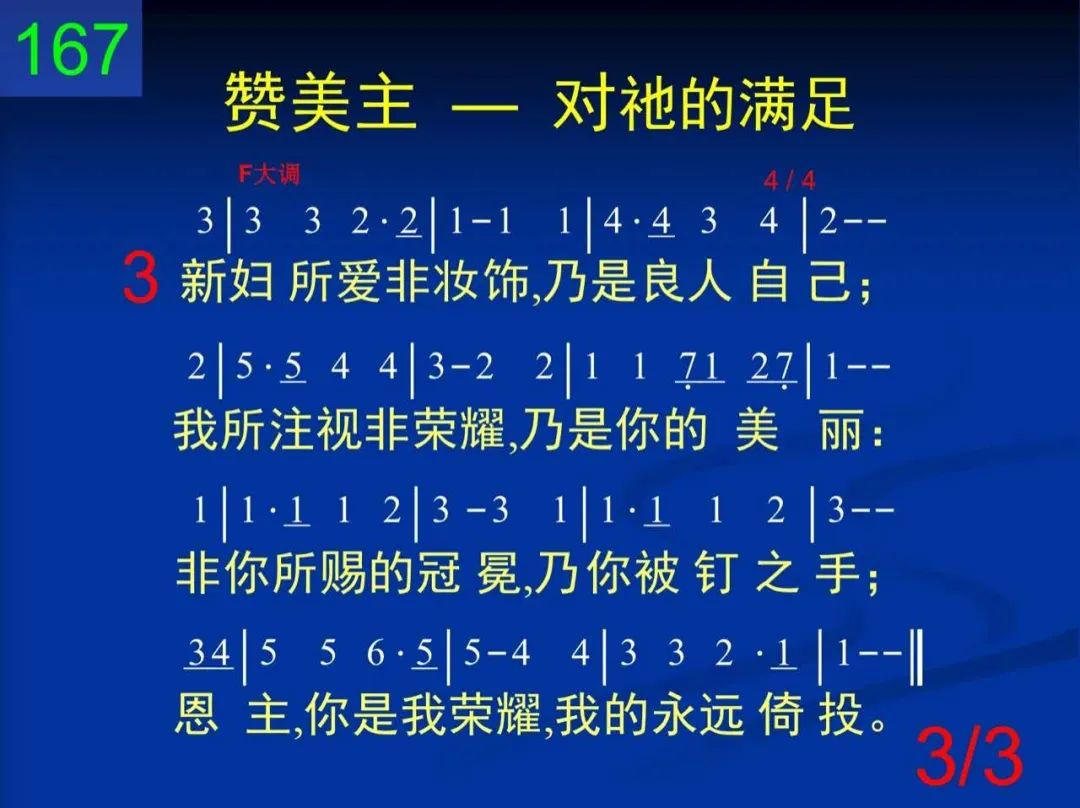 167
赞美主 — 对祂的满足
F大调 4/4
3|3 3 2·2|1-1 1|4·4 3 4|2--
3 新妇 所爱非妆饰,乃是良人 自 己;
2|5·5 4 4|3-2 2|1 1 71 27|1--
我所注视非荣耀,乃是你的 美 丽:
1|1·1 1 2|3-3 1|1·1 1 2|3--
非你所赐的冠 冕,乃你被 钉 之 手;
34|5 5 6·5|5-4 4|3 3 2·1|1--‖
恩 主,你是我荣耀,我的永远 倚 投。
3/3